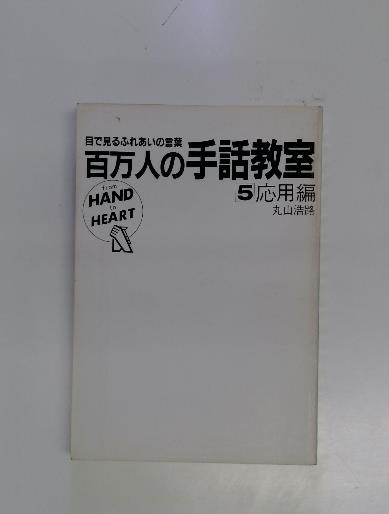 目で見るふれあいの言葉
百万人の手話教室
5 応用編
丸山浩路
from
HAND
to
HEART